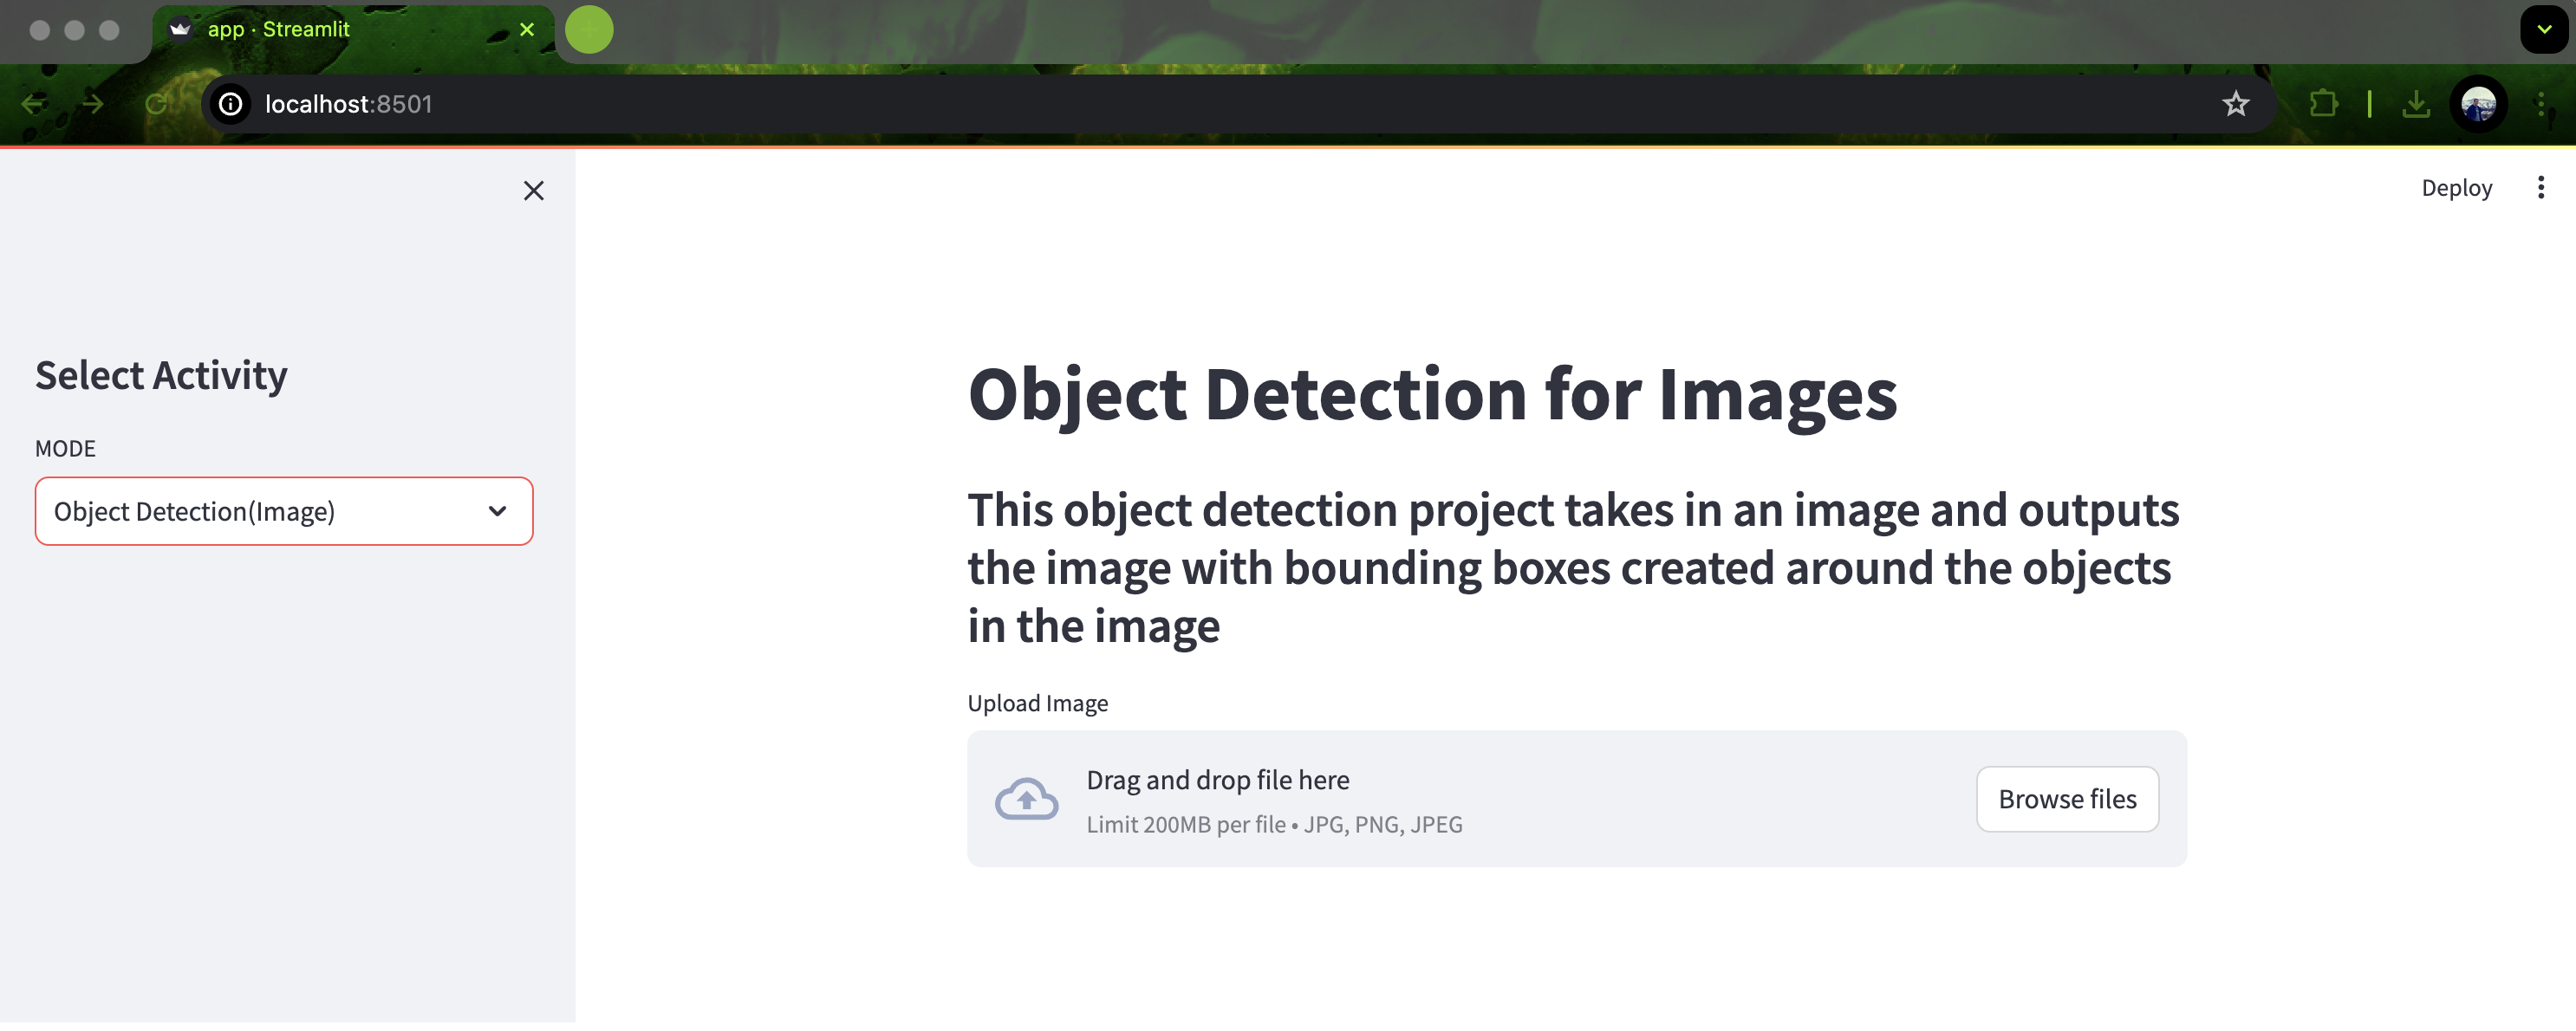 app · Streamlit
localhost:8501
Deploy
Select Activity
MODE
Object Detection(Image)
Object Detection for Images
This object detection project takes in an image and outputs
the image with bounding boxes created around the objects
in the image
Upload Image
Drag and drop file here
Limit 200MB per file • JPG, PNG, JPEG
Browse files